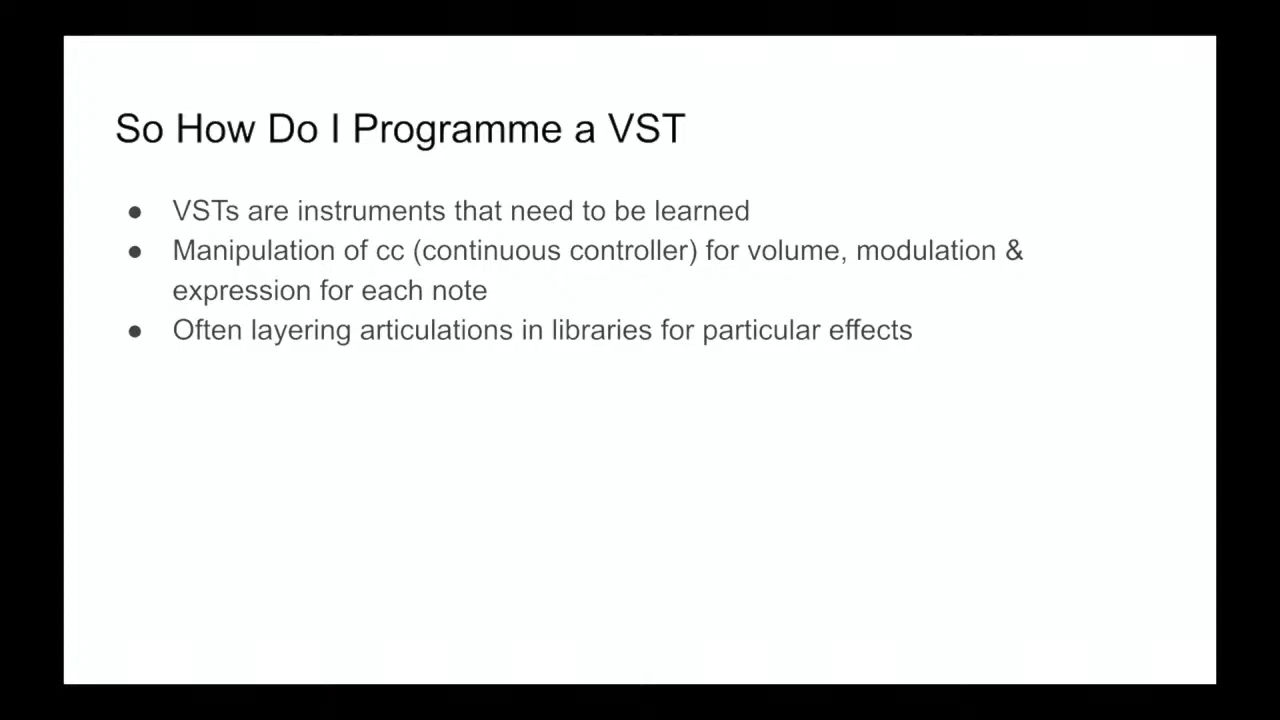 So How Do I Programme a VST
● VSTs are instruments that need to be learned
● Manipulation of cc (continuous controller) for volume, modulation &
expression for each note
● Often layering articulations in libraries for particular effects